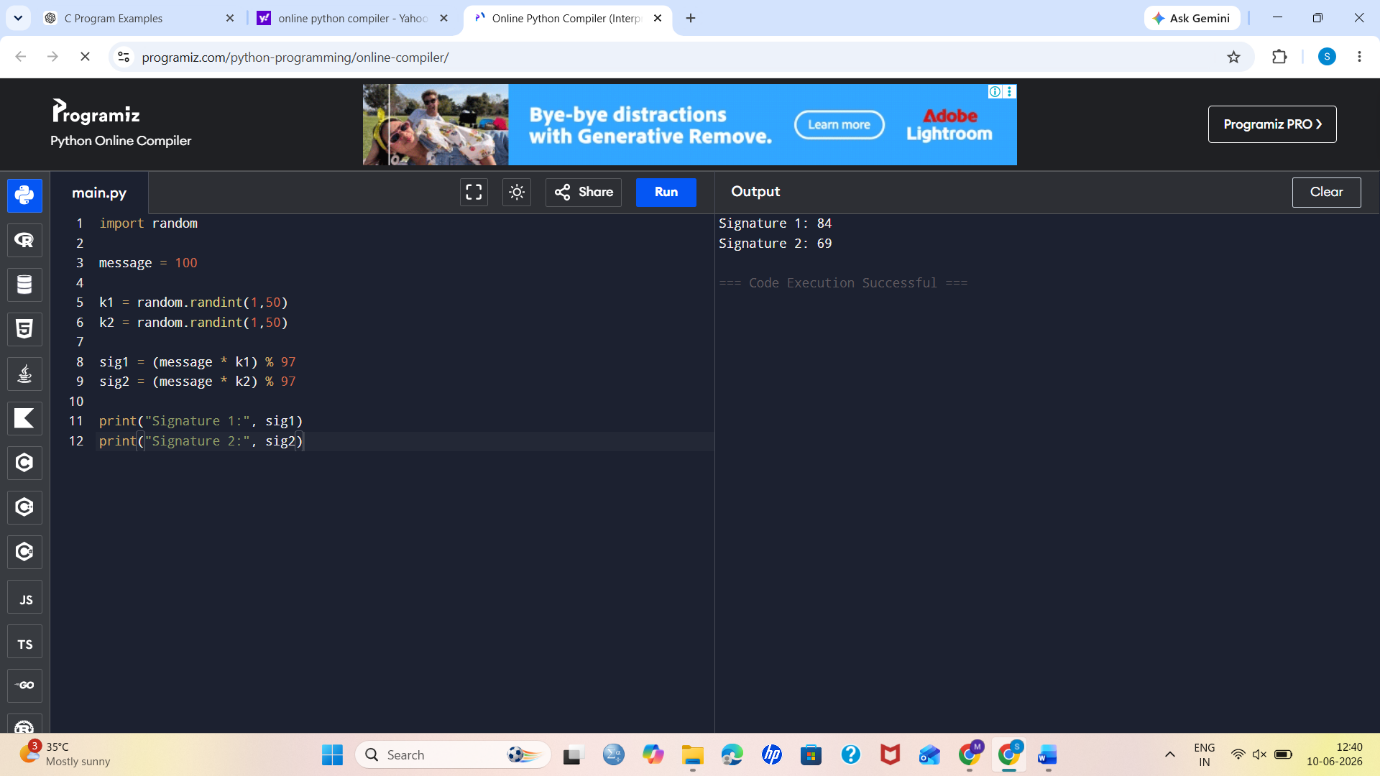 C Program Examples
online python compiler - Yahoo
Online Python Compiler (Interp
Ask Gemini
programiz.com/python-programming/online-compiler/
S
Programiz
Python Online Compiler
Bye-bye distractions
with Generative Remove.
Learn more
Adobe
Lightroom
Programiz PRO
main.py
Share
Run
Output
Clear
1 import random
2
3 message = 100
4
5 k1 = random.randint(1,50)
6 k2 = random.randint(1,50)
7
8 sig1 = (message * k1) % 97
9 sig2 = (message * k2) % 97
10
11 print("Signature 1:", sig1)
12 print("Signature 2:", sig2)
Signature 1: 84
Signature 2: 69
=== Code Execution Successful ===
JS
TS
GO
3
35°C
Mostly sunny
Search
hp
M
S
W
ENG
IN
12:40
10-06-2026